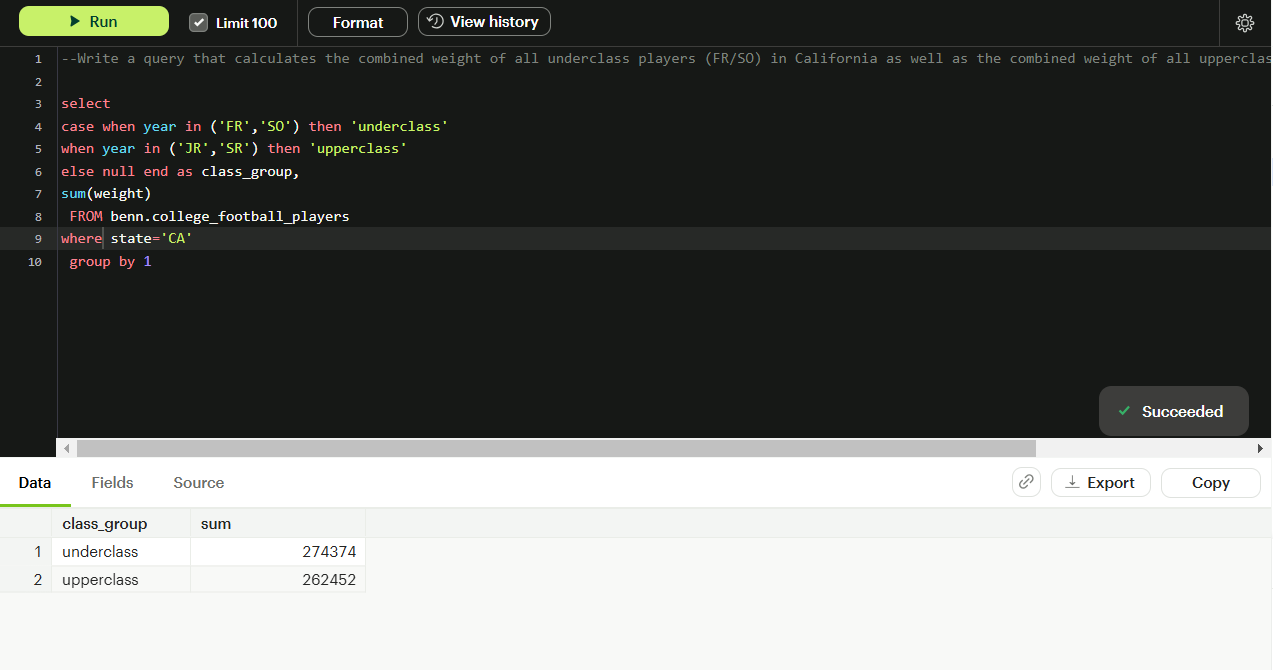 Run Limit 100 Format View history
1 --Write a query that calculates the combined weight of all underclass players (FR/SO) in California as well as the combined weight of all upperclas
2
3 select
4 case when year in ('FR','SO') then 'underclass'
5 when year in ('JR','SR') then 'upperclass'
6 else null end as class_group,
7 sum(weight)
8 FROM benn.college_football_players
9 where state='CA'
10 group by 1
Succeeded
Data Fields Source Export Copy
class_group sum
1 underclass 274374
2 upperclass 262452